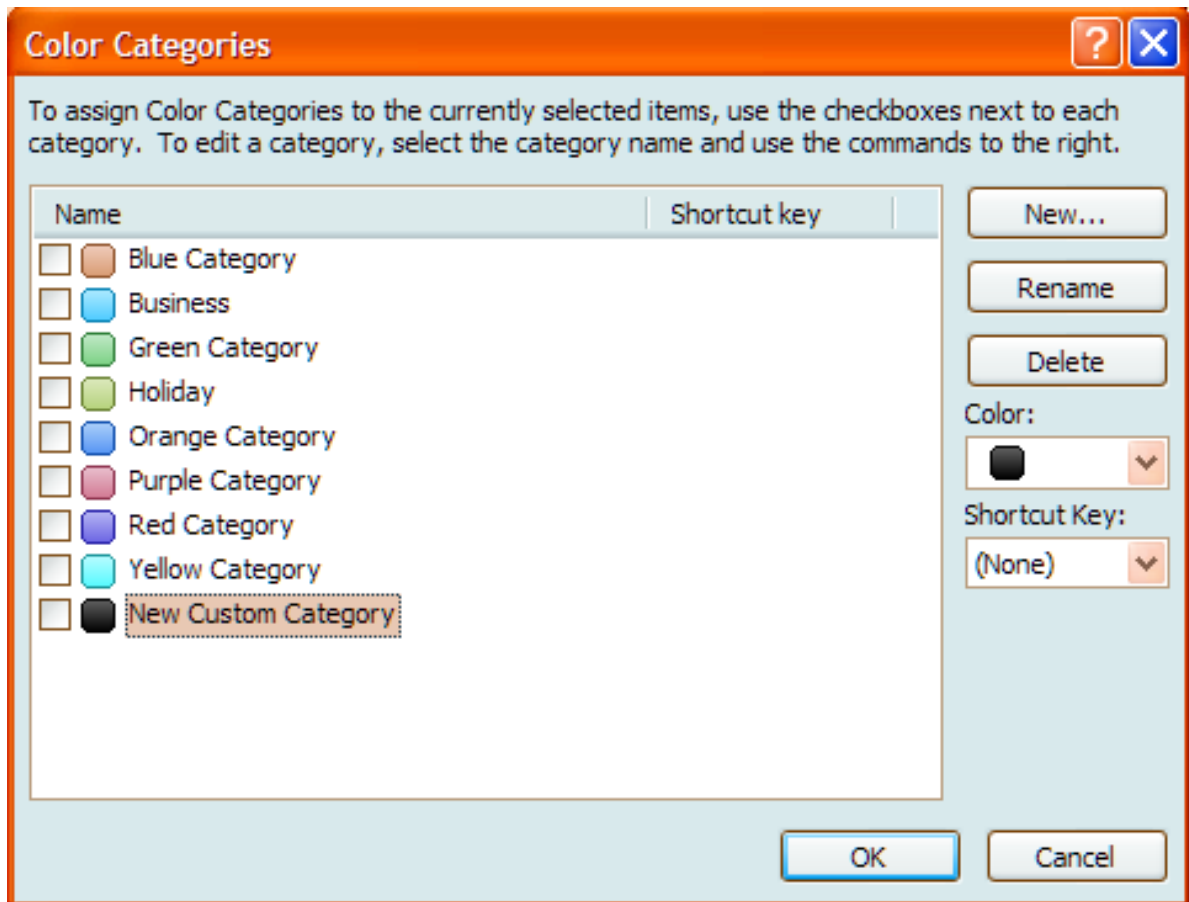 Color Categories
To assign Color Categories to the currently selected items, use the checkboxes next to each
category.  To edit a category, select the category name and use the commands to the right.
Name Shortcut key
Blue Category
Business
Green Category
Holiday
Orange Category
Purple Category
Red Category
Yellow Category
New Custom Category
New...
Rename
Delete
Color:
Shortcut Key:
(None)
OK Cancel